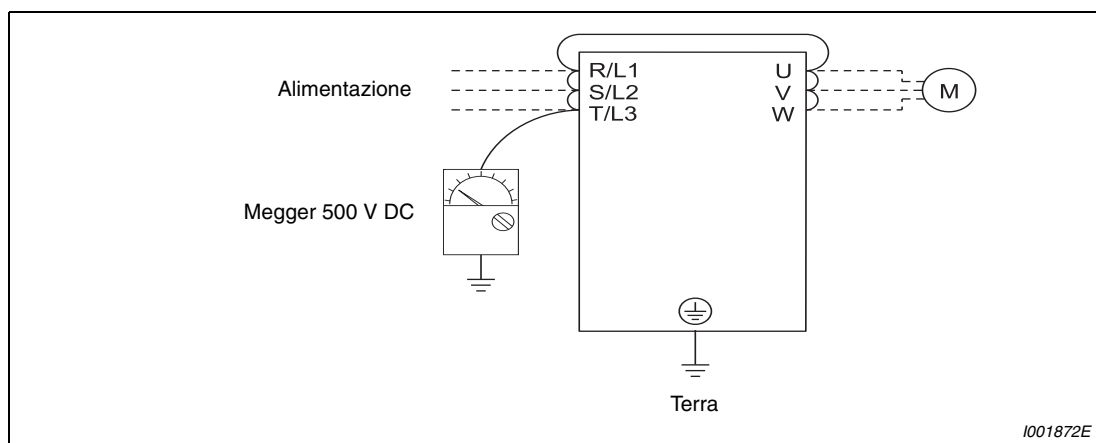 R/L1
U
Alimentazione
S/L2
V
M
T/L3
W
Megger 500 V DC
Terra
I001872E